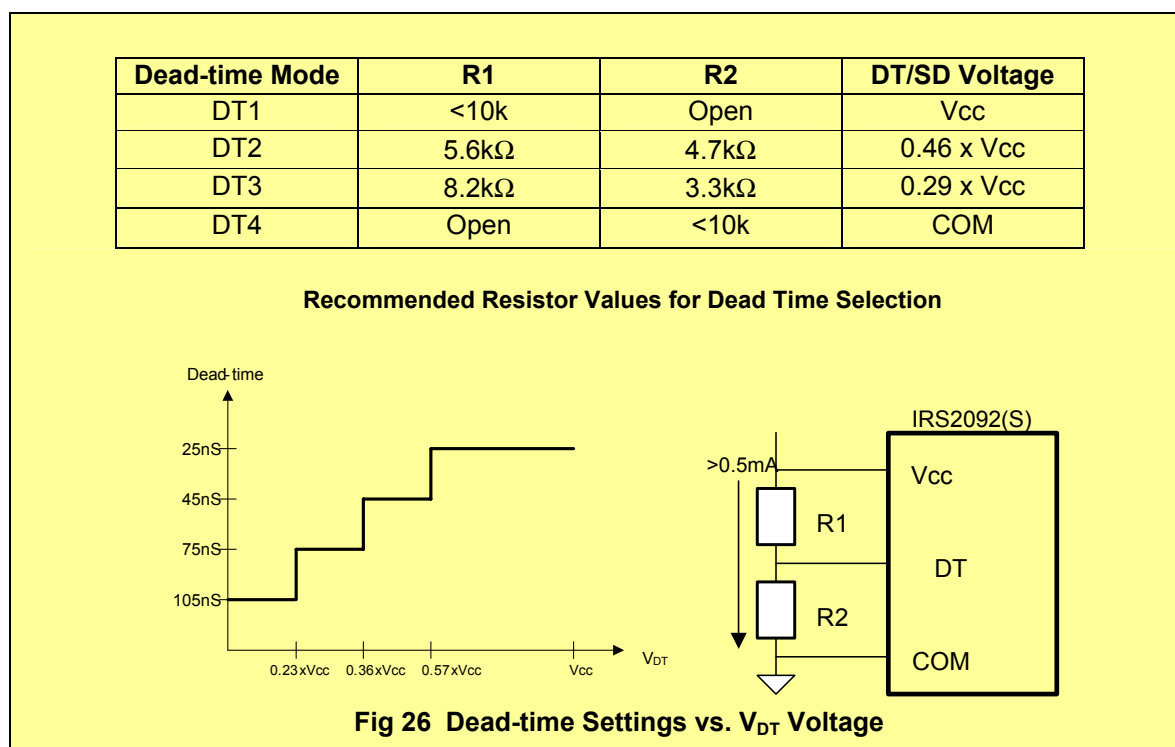 Dead-time Mode R1 R2 DT/SD Voltage
DT1 <10k Open Vcc
DT2 5.6kΩ 4.7kΩ 0.46 x Vcc
DT3 8.2kΩ 3.3kΩ 0.29 x Vcc
DT4 Open <10k COM
Recommended Resistor Values for Dead Time Selection
Dead-time
25nS
45nS
75nS
105nS
0.23xVcc 0.36xVcc 0.57xVcc Vcc
VDT
IRS2092(S)
>0.5mA
Vcc
R1
DT
R2
COM
Fig 26 Dead-time Settings vs. VDT Voltage